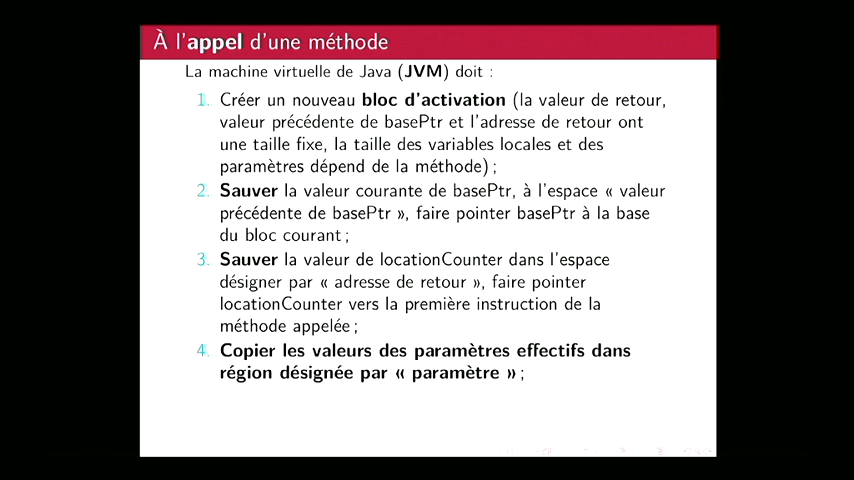 À l'appel d'une méthode
La machine virtuelle de Java (JVM) doit :
1. Créer un nouveau bloc d'activation (la valeur de retour,
valeur précédente de basePtr et l'adresse de retour ont
une taille fixe, la taille des variables locales et des
paramètres dépend de la méthode) ;
2. Sauver la valeur courante de basePtr, à l'espace « valeur
précédente de basePtr », faire pointer basePtr à la base
du bloc courant ;
3. Sauver la valeur de locationCounter dans l'espace
désigner par « adresse de retour », faire pointer
locationCounter vers la première instruction de la
méthode appelée ;
4. Copier les valeurs des paramètres effectifs dans
région désignée par « paramètre » ;